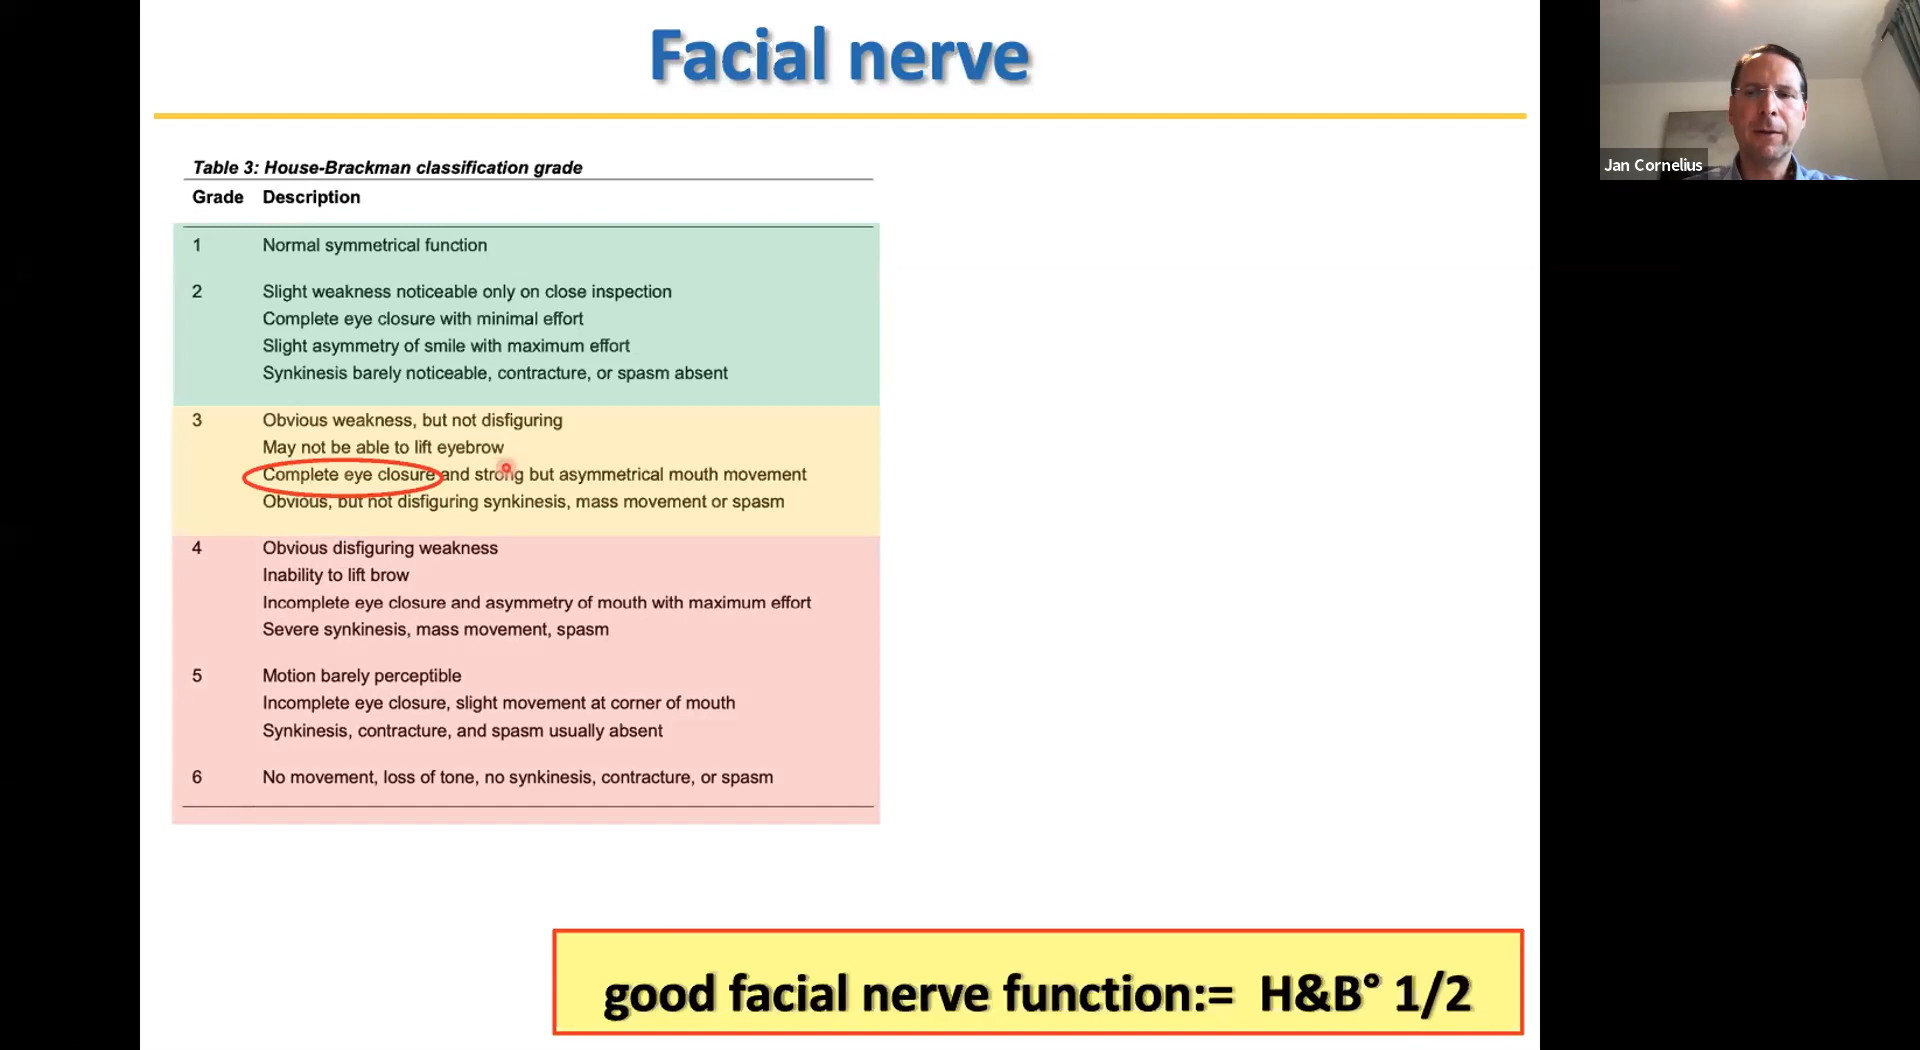 Facial nerve
Jan Cornelius
Table 3: House-Brackman classification grade
Grade Description
1 Normal symmetrical function
2 Slight weakness noticeable only on close inspection
Complete eye closure with minimal effort
Slight asymmetry of smile with maximum effort
Synkinesis barely noticeable, contracture, or spasm absent
3 Obvious weakness, but not disfiguring
May not be able to lift eyebrow
Complete eye closure and strong but asymmetrical mouth movement
Obvious, but not disfiguring synkinesis, mass movement or spasm
4 Obvious disfiguring weakness
Inability to lift brow
Incomplete eye closure and asymmetry of mouth with maximum effort
Severe synkinesis, mass movement, spasm
5 Motion barely perceptible
Incomplete eye closure, slight movement at corner of mouth
Synkinesis, contracture, and spasm usually absent
6 No movement, loss of tone, no synkinesis, contracture, or spasm
good facial nerve function:= H&B° 1/2